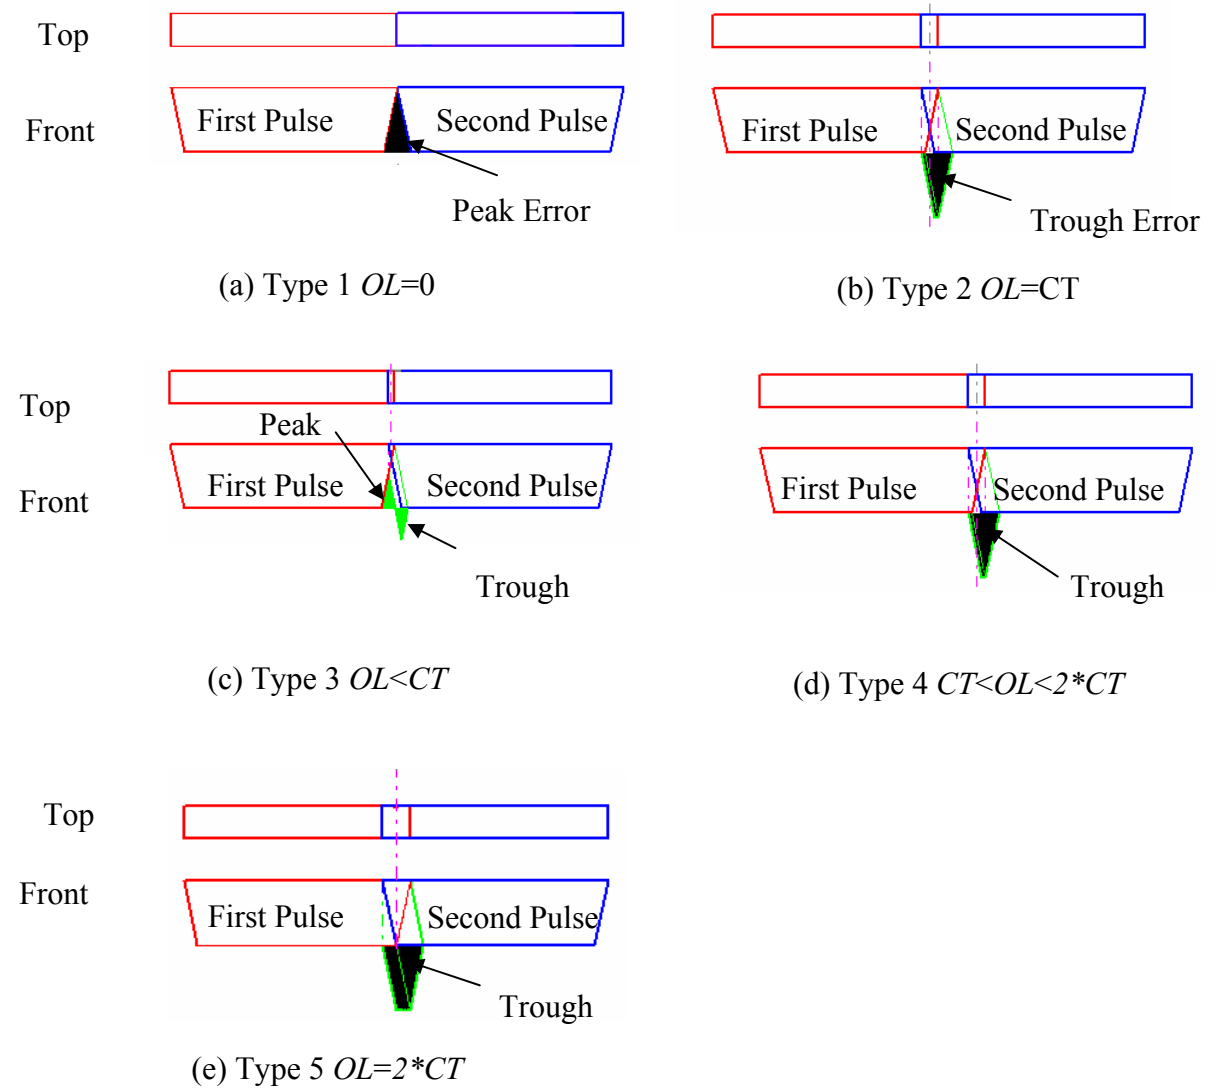 Top
Front
First Pulse
Second Pulse
Peak Error
(a) Type 1 OL=0
First Pulse
Second Pulse
Trough Error
(b) Type 2 OL=CT
Top
Front
Peak
First Pulse
Second Pulse
Trough
(c) Type 3 OL<CT
First Pulse
Second Pulse
Trough
(d) Type 4 CT<OL<2*CT
Top
Front
First Pulse
Second Pulse
Trough
(e) Type 5 OL=2*CT